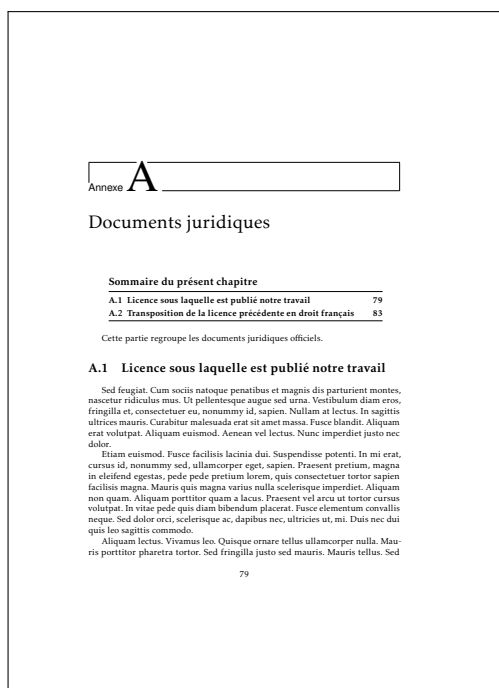 Annexe A
Documents juridiques
Sommaire du présent chapitre
A.1 Licence sous laquelle est publié notre travail 79
A.2 Transposition de la licence précédente en droit français 83
Cette partie regroupe les documents juridiques officiels.
A.1 Licence sous laquelle est publié notre travail
Sed feugiat. Cum sociis natoque penatibus et magnis dis parturient montes,
nascetur ridiculus mus. Ut pellentesque augue sed urna. Vestibulum diam eros,
fringilla et, consectetuer eu, nonummy id, sapien. Nullam at lectus. In sagittis
ultrices mauris. Curabitur malesuada erat sit amet massa. Fusce blandit. Aliquam
erat volutpat. Aliquam euismod. Aenean vel lectus. Nunc imperdiet justo nec
dolor.
Etiam euismod. Fusce facilisis lacinia dui. Suspendisse potenti. In mi erat,
cursus id, nonummy sed, ullamcorper eget, sapien. Praesent pretium, magna
in eleifend egestas, pede pede pretium lorem, quis consectetuer tortor sapien
facilisis magna. Mauris quis magna varius nulla scelerisque imperdiet. Aliquam
non quam. Aliquam porttitor quam a lacus. Praesent vel arcu ut tortor cursus
volutpat. In vitae pede quis diam bibendum placerat. Fusce elementum convallis
neque. Sed dolor orci, scelerisque ac, dapibus nec, ultricies ut, mi. Duis nec dui
quis leo sagittis commodo.
Aliquam lectus. Vivamus leo. Quisque ornare tellus ullamcorper nulla. Mau-
ris porttitor pharetra tortor. Sed fringilla justo sed mauris. Mauris tellus. Sed
79